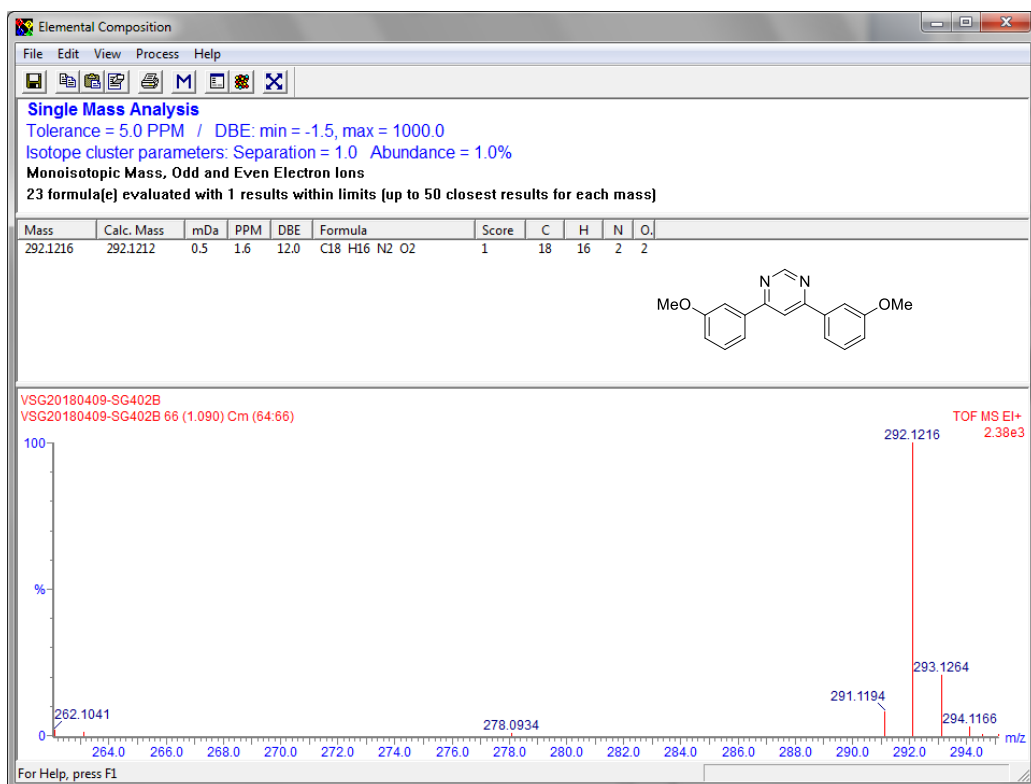 Elemental Composition
File Edit View Process Help
M
Single Mass Analysis
Tolerance = 5.0 PPM / DBE: min = -1.5, max = 1000.0
Isotope cluster parameters: Separation = 1.0 Abundance = 1.0%
Monoisotopic Mass, Odd and Even Electron Ions
23 formula(e) evaluated with 1 results within limits (up to 50 closest results for each mass)
Mass Calc. Mass mDa PPM DBE Formula Score C H N O.
292.1216 292.1212 0.5 1.6 12.0 C18 H16 N2 O2 1 18 16 2 2
N N
MeO OMe
VSG20180409-SG402B
VSG20180409-SG402B 66 (1.090) Cm (64:66) TOF MS EI+
2.38e3
100 292.1216
%
293.1264
291.1194
262.1041 278.0934 294.1166
0 m/z
264.0 266.0 268.0 270.0 272.0 274.0 276.0 278.0 280.0 282.0 284.0 286.0 288.0 290.0 292.0 294.0
For Help, press F1